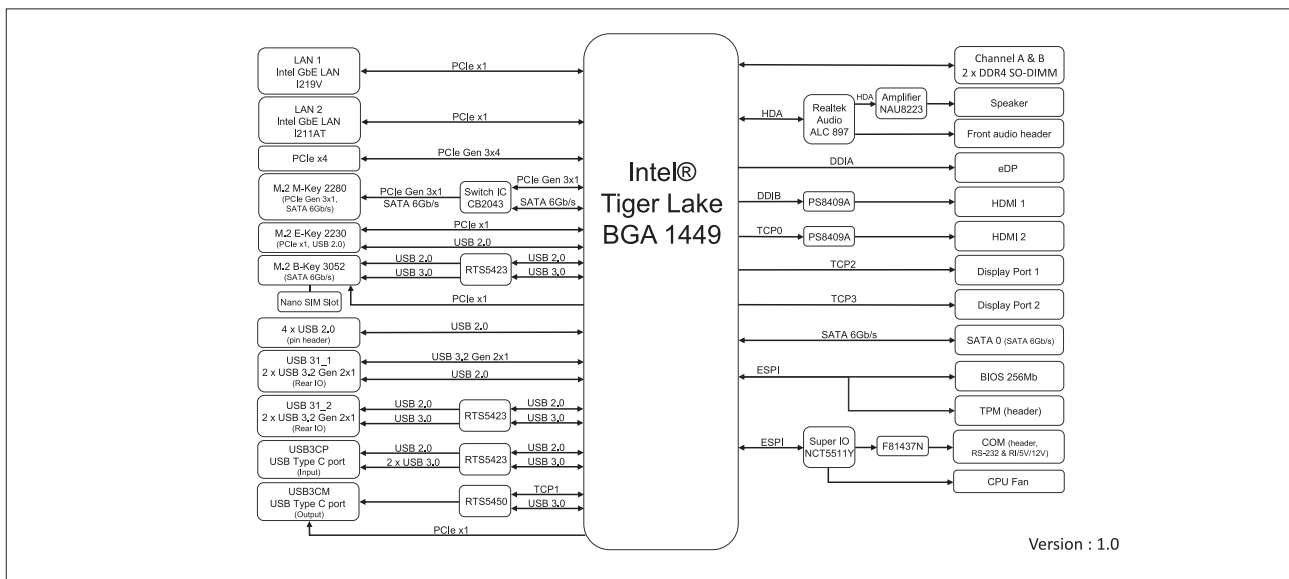 LAN 1
Intel GbE LAN
I219V
PCIe x1
LAN 2
Intel GbE LAN
I211AT
PCIe x1
PCIe x4
PCIe Gen 3x4
M.2 M-Key 2280
(PCIe Gen 3x1,
SATA 6Gb/s)
PCIe Gen 3x1
SATA 6Gb/s
Switch IC
CB2043
PCIe Gen 3x1
SATA 6Gb/s
M.2 E-Key 2230
(PCIe x1, USB 2.0)
PCIe x1
USB 2.0
M.2 B-Key 3052
(SATA 6Gb/s)
USB 2.0
USB 3.0
RTS5423
USB 2.0
USB 3.0
Nano SIM Slot
PCIe x1
4 x USB 2.0
(pin header)
USB 2.0
USB 31_1
2 x USB 3.2 Gen 2x1
(Rear IO)
USB 3.2 Gen 2x1
USB 2.0
USB 31_2
2 x USB 3.2 Gen 2x1
(Rear IO)
USB 2.0
USB 3.0
RTS5423
USB 2.0
USB 3.0
USB3CP
USB Type C port
(Input)
USB 2.0
2 x USB 3.0
RTS5423
USB 2.0
USB 3.0
USB3CM
USB Type C port
(Output)
RTS5450
TCP1
USB 3.0
PCIe x1
Intel®
Tiger Lake
BGA 1449
Channel A & B
2 x DDR4 SO-DIMM
HDA
Realtek
Audio
ALC 897
HDA
Amplifier
NAU8223
Speaker
Front audio header
DDIA
eDP
DDIB
PS8409A
HDMI 1
TCP0
PS8409A
HDMI 2
TCP2
Display Port 1
TCP3
Display Port 2
SATA 6Gb/s
SATA 0 (SATA 6Gb/s)
ESPI
BIOS 256Mb
TPM (header)
ESPI
Super IO
NCT5511Y
F81437N
COM (header,
RS-232 & RI/5V/12V)
CPU Fan
Version : 1.0